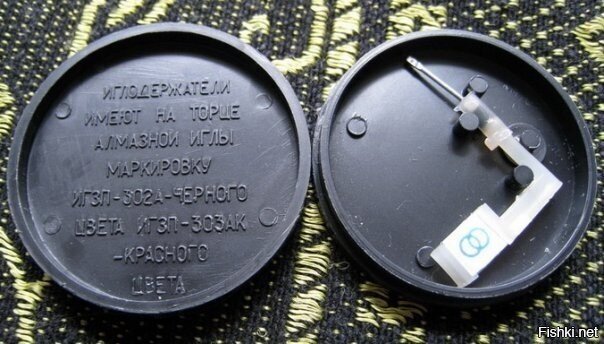 ИГЛОДЕРЖАТЕЛИ
ИМЕЮТ НА ТОРЦЕ
АЛМАЗНОЙ ИГЛЫ
МАРКИРОВКУ
ИГЗП-302А-ЧЕРНОГО
ЦВЕТА ИГЗП-303АК
-КРАСНОГО
ЦВЕТА
Fishki.net